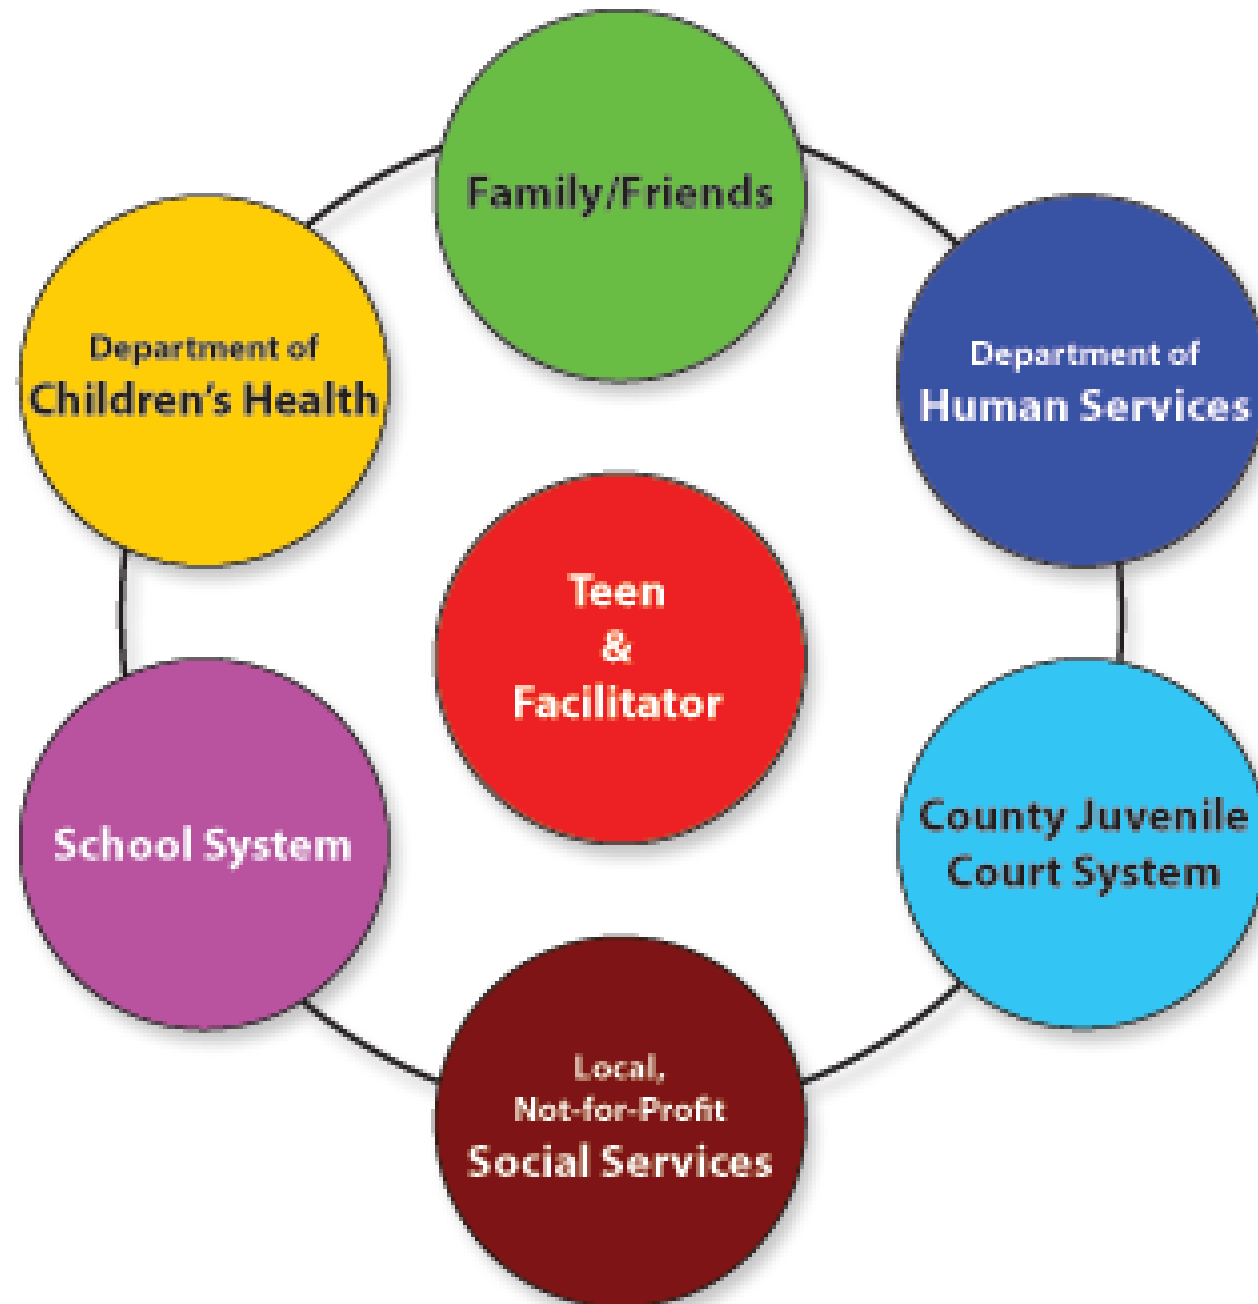 Family/Friends
Department of
Children's Health
Department of
Human Services
Teen
&
Facilitator
School System
County Juvenile
Court System
Local,
Not-for-Profit
Social Services